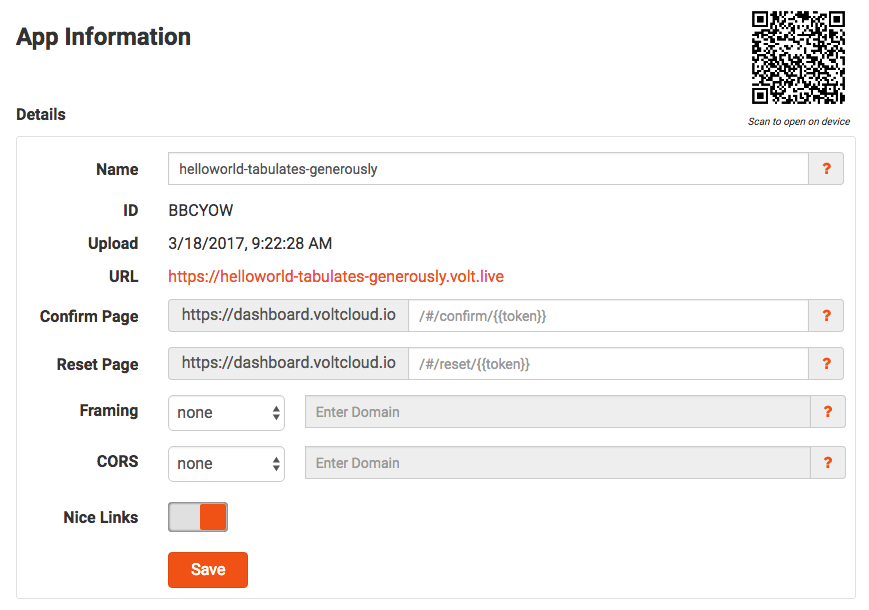 App Information
Scan to open on device
Details
Name helloworld-tabulates-generously ?
ID BBCYOW
Upload 3/18/2017, 9:22:28 AM
URL https://helloworld-tabulates-generously.volt.live
Confirm Page https://dashboard.voltcloud.io /#/confirm/{{token}} ?
Reset Page https://dashboard.voltcloud.io /#/reset/{{token}} ?
Framing none Enter Domain ?
CORS none Enter Domain ?
Nice Links
Save